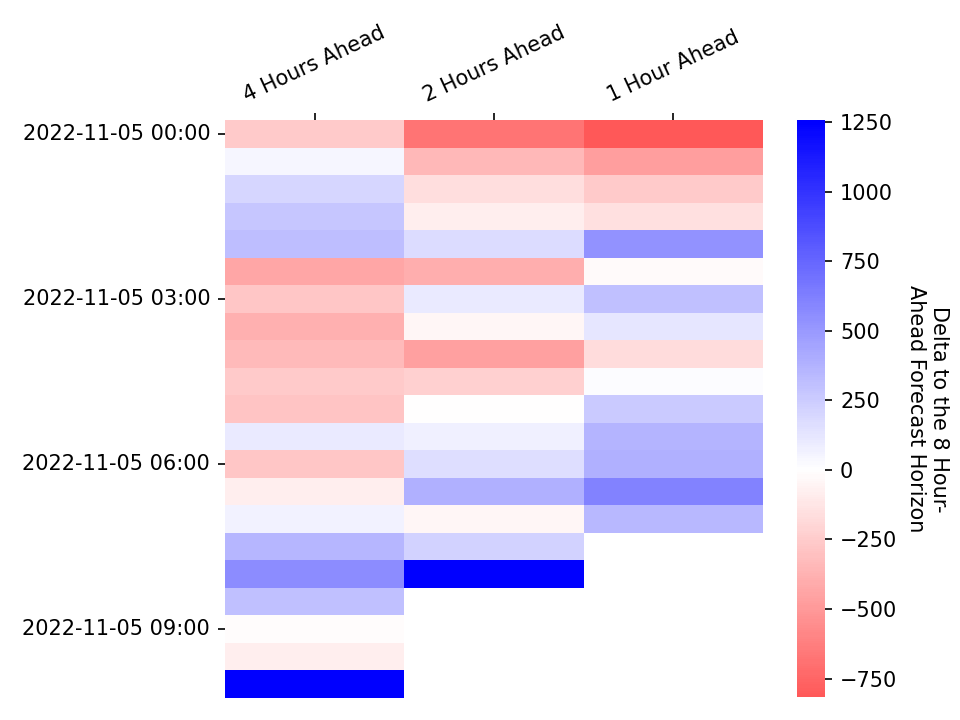 4 Hours Ahead
2 Hours Ahead
1 Hour Ahead
2022-11-05 00:00
2022-11-05 03:00
2022-11-05 06:00
2022-11-05 09:00
1250
1000
750
500
250
0
−250
−500
−750
Delta to the 8 Hour-
Ahead Forecast Horizon